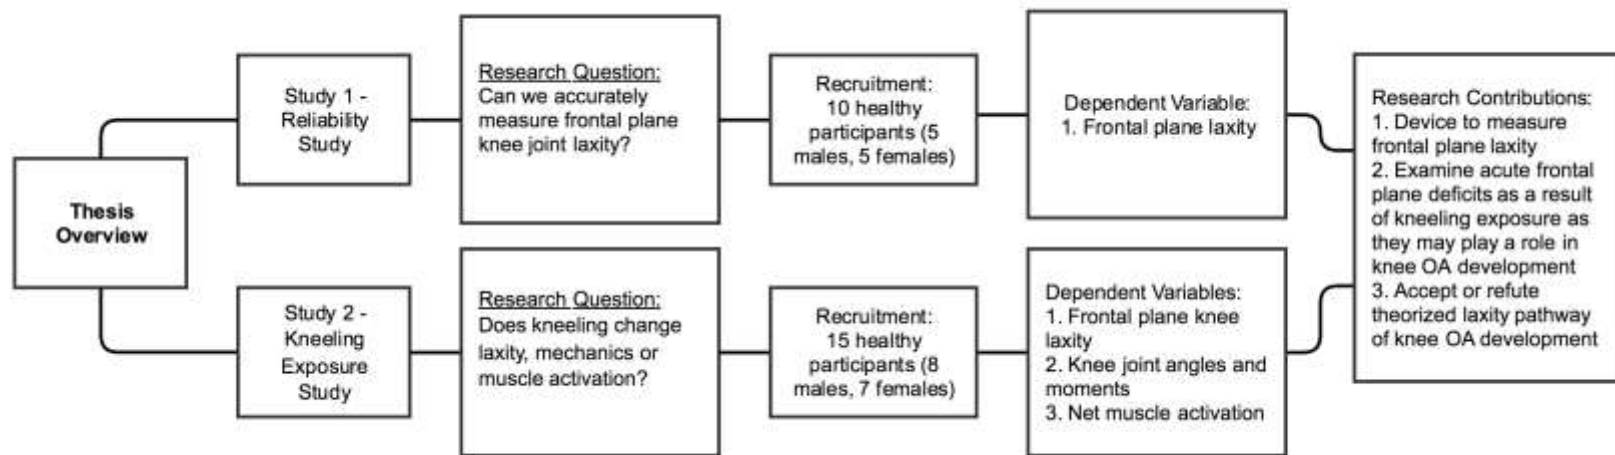 Thesis
Overview
Study 1 -
Reliability
Study
Research Question:
Can we accurately
measure frontal plane
knee joint laxity?
Recruitment:
10 healthy
participants (5
males, 5 females)
Dependent Variable:
1. Frontal plane laxity
Study 2 -
Kneeling
Exposure
Study
Research Question:
Does kneeling change
laxity, mechanics or
muscle activation?
Recruitment:
15 healthy
participants (8
males, 7 females)
Dependent Variables:
1. Frontal plane knee
laxity
2. Knee joint angles and
moments
3. Net muscle activation
Research Contributions:
1. Device to measure
frontal plane laxity
2. Examine acute frontal
plane deficits as a result
of kneeling exposure as
they may play a role in
knee OA development
3. Accept or refute
theorized laxity pathway
of knee OA development